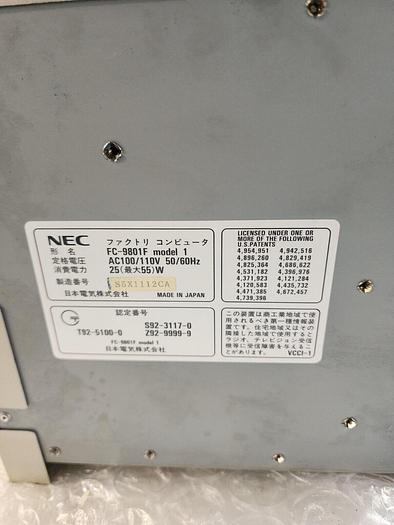 NEC ファクトリ コンピュータ
形名 FC-9801F model 1
定格電圧 AC100/110V 50/60Hz
消費電力 25(最大55)W
製造番号 S5X1112CA
日本電気株式会社 MADE IN JAPAN
LICENSED UNDER ONE OR
MORE OF THE FOLLOWING
U.S.PATENTS
4,954,951 4,942,516
4,896,260 4,829,419
4,825,364 4,686,622
4,531,182 4,396,976
4,371,923 4,121,284
4,120,583 4,435,732
4,471,385 4,672,457
4,739,396
認定番号
S92-3117-0
T92-5100-0 Z92-9999-9
FC-9801F model 1
日本電気株式会社
この装置は商工業地域で使
用されるべき第一種情報装
置です。住宅地域又はその
隣接した地域で使用すると
ラジオ、テレビジョン受信
機等に受信障害を与えるこ
とがあります。 VCCI-1